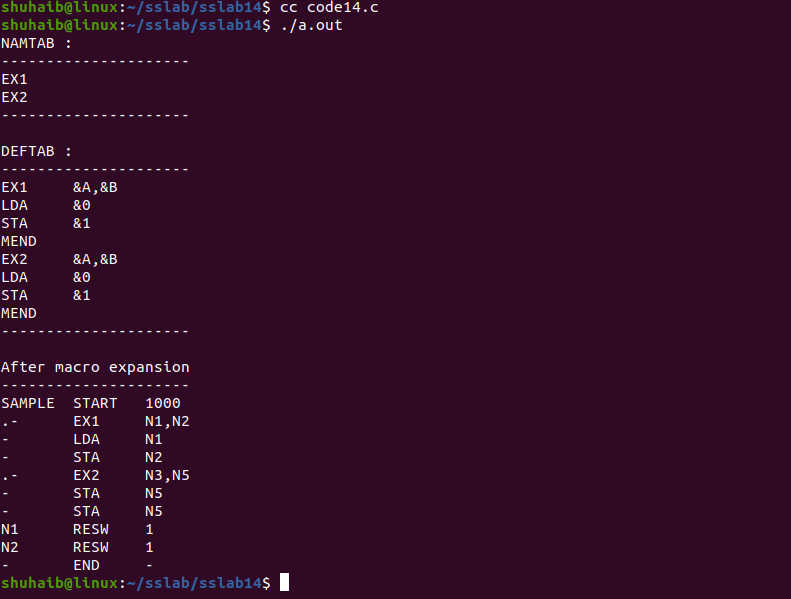 shuhaib@linux:~/sslab/sslab14$ cc code14.c
shuhaib@linux:~/sslab/sslab14$ ./a.out
NAMTAB :
---------------------
EX1
EX2
---------------------
DEFTAB :
---------------------
EX1     &A,&B
LDA     &0
STA     &1
MEND
EX2     &A,&B
LDA     &0
STA     &1
MEND
---------------------
After macro expansion
---------------------
SAMPLE  START   1000
.-      EX1     N1,N2
-       LDA     N1
-       STA     N2
.-      EX2     N3,N5
-       STA     N5
-       STA     N5
N1      RESW    1
N2      RESW    1
-       END     -
shuhaib@linux:~/sslab/sslab14$